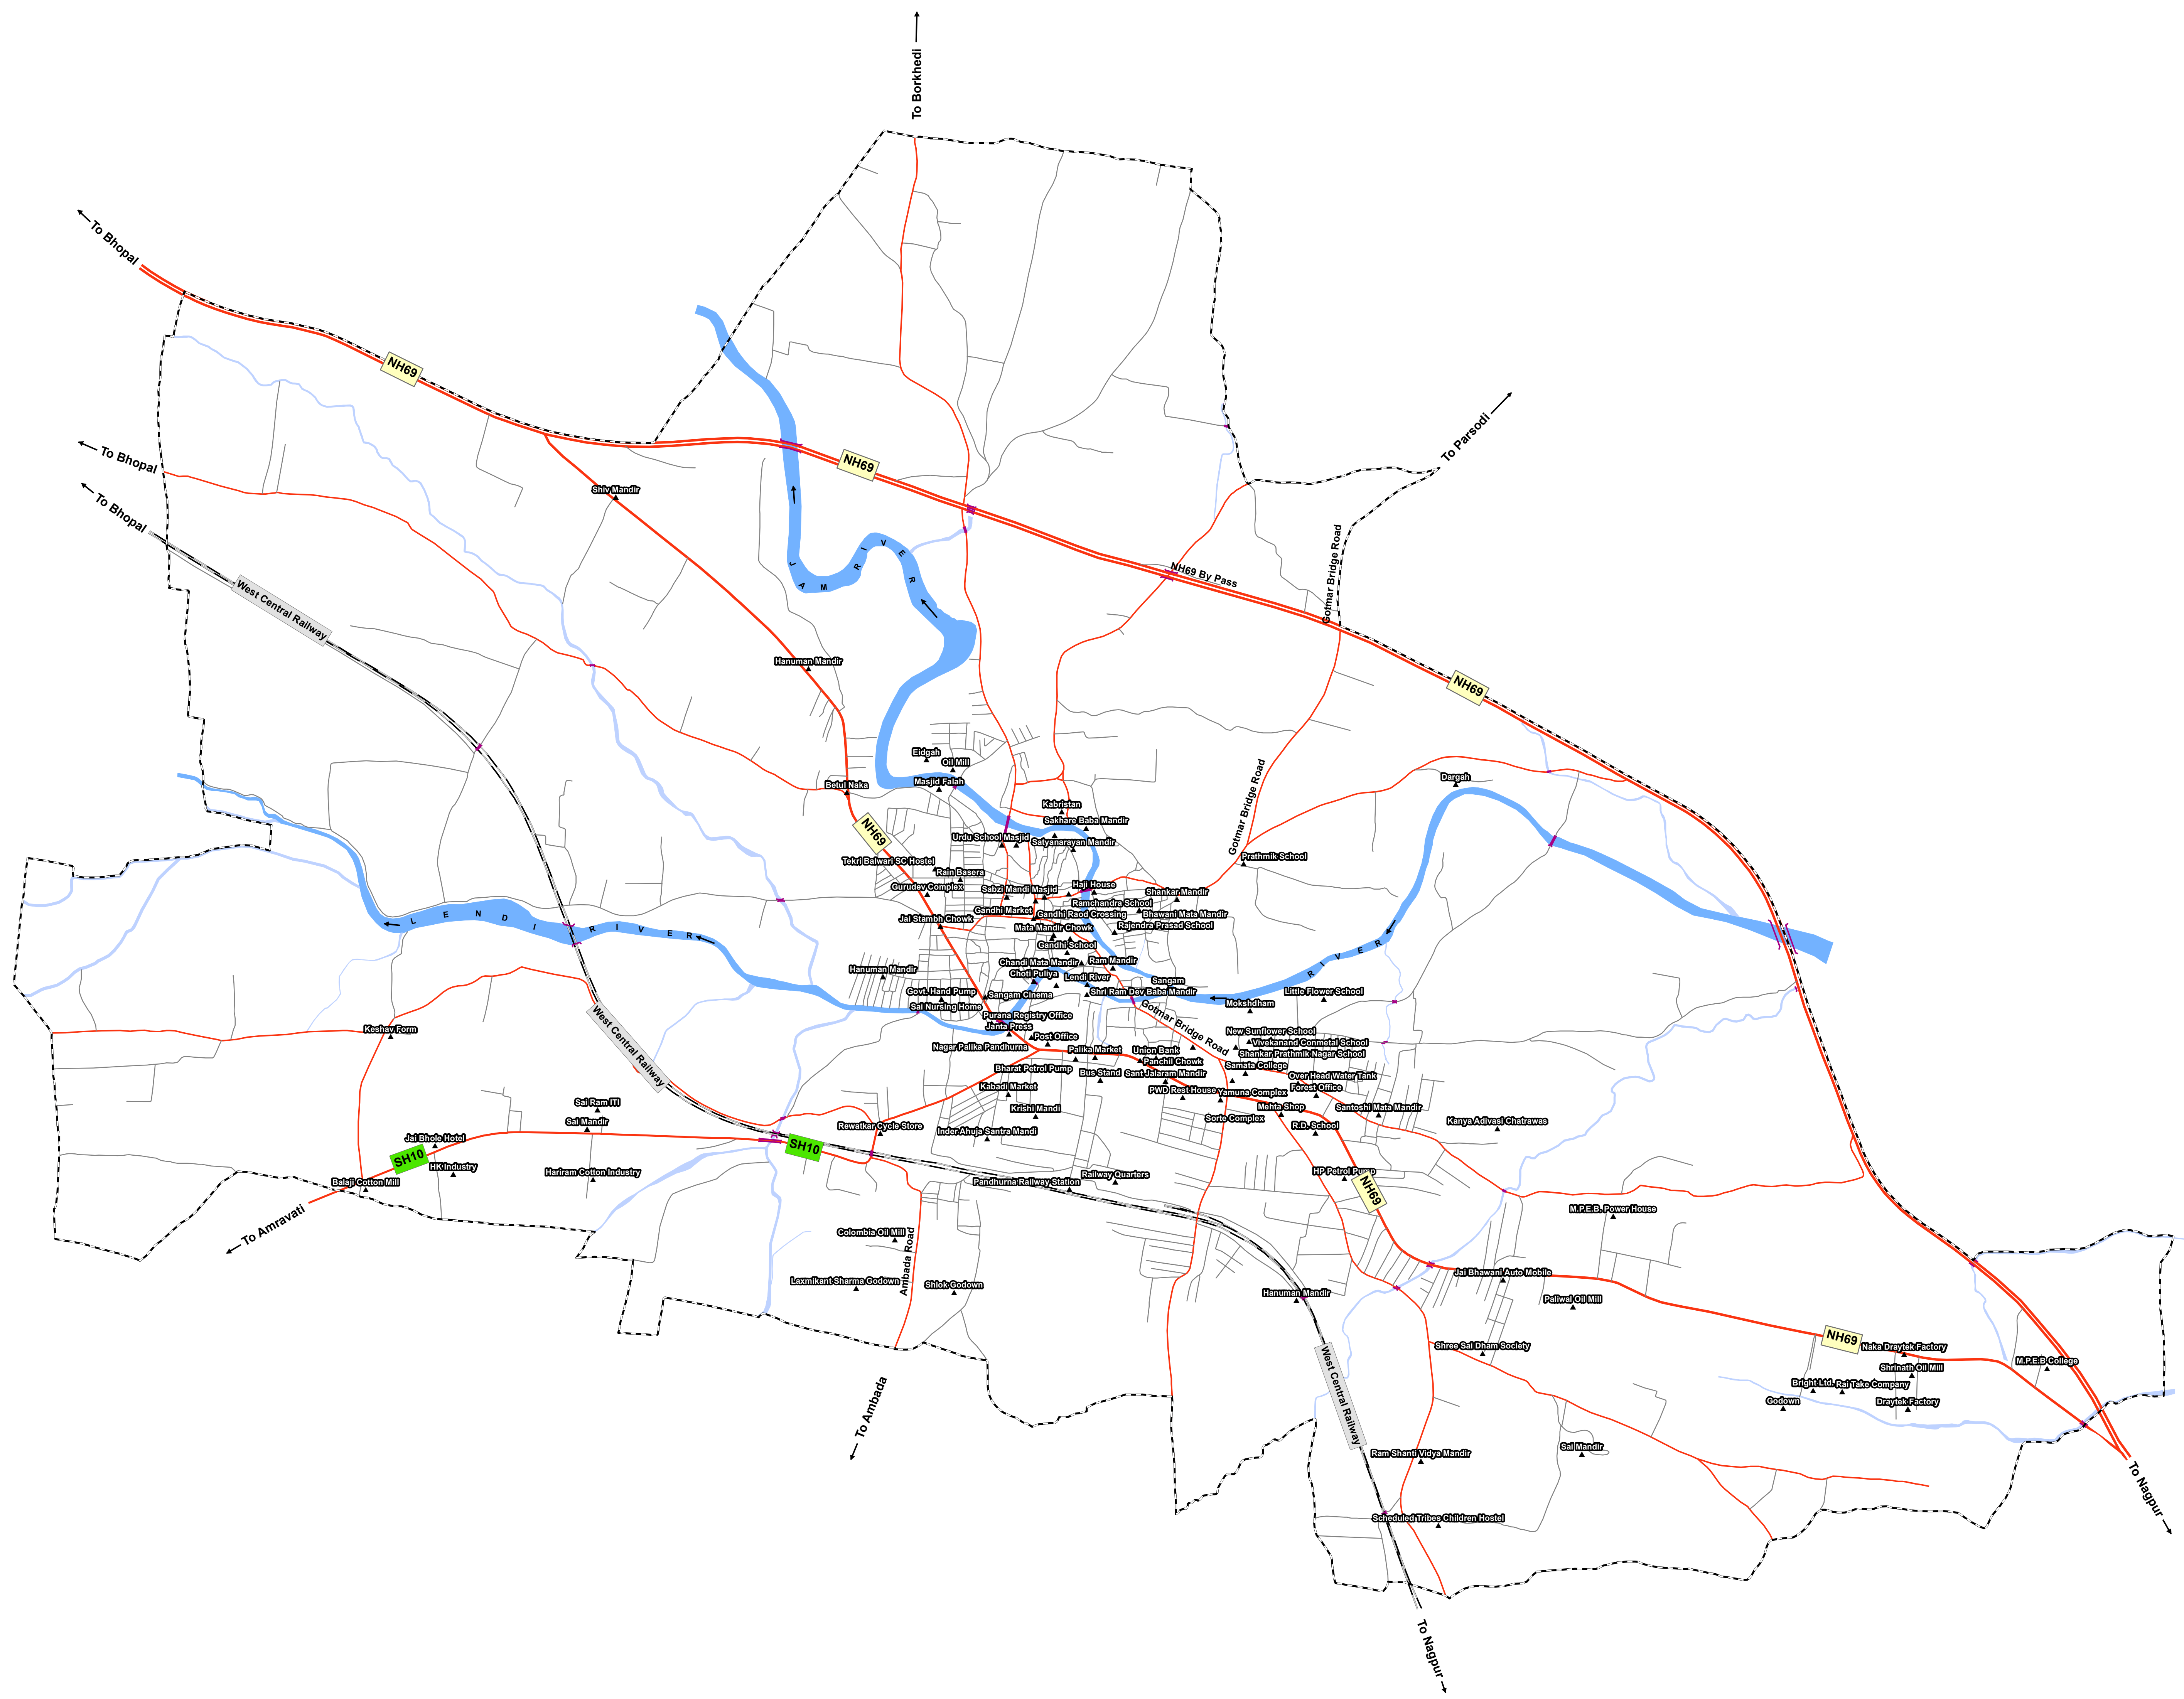 To Borkhedi
To Bhopal
NH69
To Parsodi
To Bhopal
NH69
Shiv Mandir
To Bhopal
JAM RIVER
NH69 By Pass
Gotmar Bridge Road
West Central Railway
Hanuman Mandir
NH69
Eidgah
Oil Mill
Masjid Falah
Betul Naka
Dargah
Gotmar Bridge Road
Kabristan
Sakhare Baba Mandir
NH69
Urdu School
Masjid
Satyanarayan Mandir
Tekri Balwari SC Hostel
Prathmik School
Rain Basera
Gurudev Complex
Sabzi Mandi
Masjid
Haji House
Shankar Mandir
Ramchandra School
Gandhi Market
Gandhi Raod Crossing
Bhawani Mata Mandir
Jai Stambh Chowk
Mata Mandir Chowk
Rajendra Prasad School
LENDI RIVER
Gandhi School
RIVER
Chandi Mata Mandir
Ram Mandir
Hanuman Mandir
Choti Puliya
Lendi River
Sangam
Govt. Hand Pump
Sangam Cinema
Shri Ram Dev Baba Mandir
Little Flower School
Sai Nursing Home
Mokshdham
Gotmar Bridge Road
Purana Registry Office
Janta Press
Keshav Form
Post Office
New Sunflower School
Vivekanand Conmetal School
Nagar Palika Pandhurna
Palika Market
Union Bank
Shankar Prathmik Nagar School
West Central Railway
Panchil Chowk
Samata College
Bharat Petrol Pump
Bus Stand
Sant Jalaram Mandir
Over Head Water Tank
Kabadi Market
PWD Rest House
Yamuna Complex
Forest Office
Sai Ram ITI
Krishi Mandi
Mehta Shop
Santoshi Mata Mandir
Sai Mandir
Rewatkar Cycle Store
Inder Ahuja Santra Mandi
Sorte Complex
R.D. School
Kanya Adivasi Chatrawas
Jai Bhole Hotel
SH10
SH10
HK Industry
Hariram Cotton Industry
Balaji Cotton Mill
Pandhurna Railway Station
Railway Quarters
HP Petrol Pump
NH69
To Amravati
M.P.E.B. Power House
Colombia Oil Mill
Ambada Road
Laxmikant Sharma Godown
Shlok Godown
Hanuman Mandir
Jai Bhawani Auto Mobile
Paliwal Oil Mill
NH69
Shree Sai Dham Society
Naka Draytek Factory
M.P.E.B College
Shrinath Oil Mill
Bright Ltd.
Rai Take Company
Godown
Draytek Factory
West Central Railway
To Ambada
Ram Shanti Vidya Mandir
Sai Mandir
To Nagpur
Scheduled Tribes Children Hostel
To Nagpur